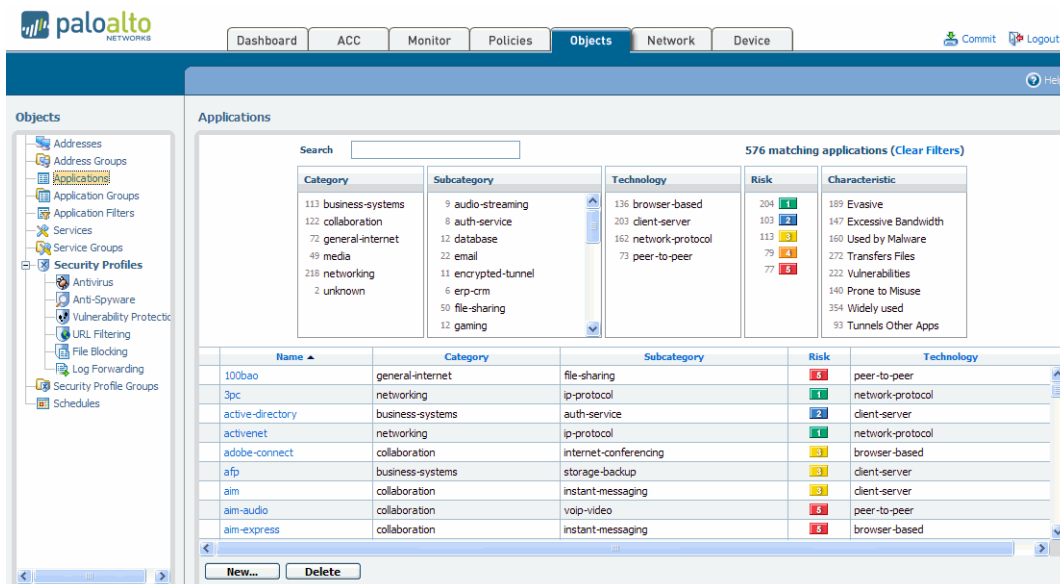 paloalto
NETWORKS
Dashboard ACC Monitor Policies Objects Network Device
Commit Logout
Objects
Addresses
Address Groups
Applications
Application Groups
Application Filters
Services
Service Groups
Security Profiles
Antivirus
Anti-Spyware
Vulnerability Protectio
URL Filtering
File Blocking
Log Forwarding
Security Profile Groups
Schedules
Hel
Applications
Search
576 matching applications (Clear Filters)
Category
113 business-systems
122 collaboration
72 general-internet
49 media
218 networking
2 unknown
Subcategory
9 audio-streaming
8 auth-service
12 database
22 email
11 encrypted-tunnel
6 erp-crm
50 file-sharing
12 gaming
Technology
136 browser-based
203 client-server
162 network-protocol
73 peer-to-peer
Risk
204 1
103 2
113 3
79 4
77 5
Characteristic
189 Evasive
147 Excessive Bandwidth
160 Used by Malware
272 Transfers Files
222 Vulnerabilities
140 Prone to Misuse
354 Widely used
93 Tunnels Other Apps
Name Category Subcategory Risk Technology
100bao general-internet file-sharing 5 peer-to-peer
3pc networking ip-protocol 1 network-protocol
active-directory business-systems auth-service 2 client-server
activenet networking ip-protocol 1 network-protocol
adobe-connect collaboration internet-conferencing 3 browser-based
afp business-systems storage-backup 3 client-server
aim collaboration instant-messaging 3 client-server
aim-audio collaboration voip-video 5 peer-to-peer
aim-express collaboration instant-messaging 5 browser-based
New... Delete